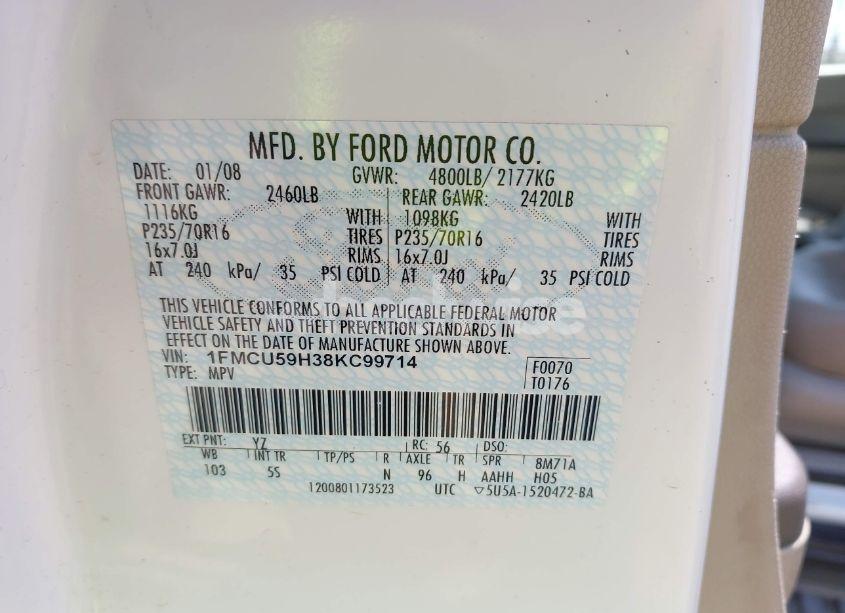 MFD. BY FORD MOTOR CO.
DATE: 01/08 GVWR: 4800LB/ 2177KG
FRONT GAWR: 2460LB REAR GAWR: 2420LB
1116KG WITH 1098KG WITH
P235/70R16 TIRES P235/70R16 TIRES
16x7.0J RIMS 16x7.0J RIMS
AT 240 kPa/ 35 PSI COLD AT 240 kPa/ 35 PSI COLD
THIS VEHICLE CONFORMS TO ALL APPLICABLE FEDERAL MOTOR
VEHICLE SAFETY AND THEFT PREVENTION STANDARDS IN
EFFECT ON THE DATE OF MANUFACTURE SHOWN ABOVE.
VIN: 1FMCU59H38KC99714 F0070
TYPE: MPV T0176
EXT PNT: YZ RC: 56 DSO:
WB INT TR TP/PS R AXLE TR SPR 8M71A
103 5S N 96 H AAHH H05
1200801173523 UTC ▽5U5A-1520472-BA